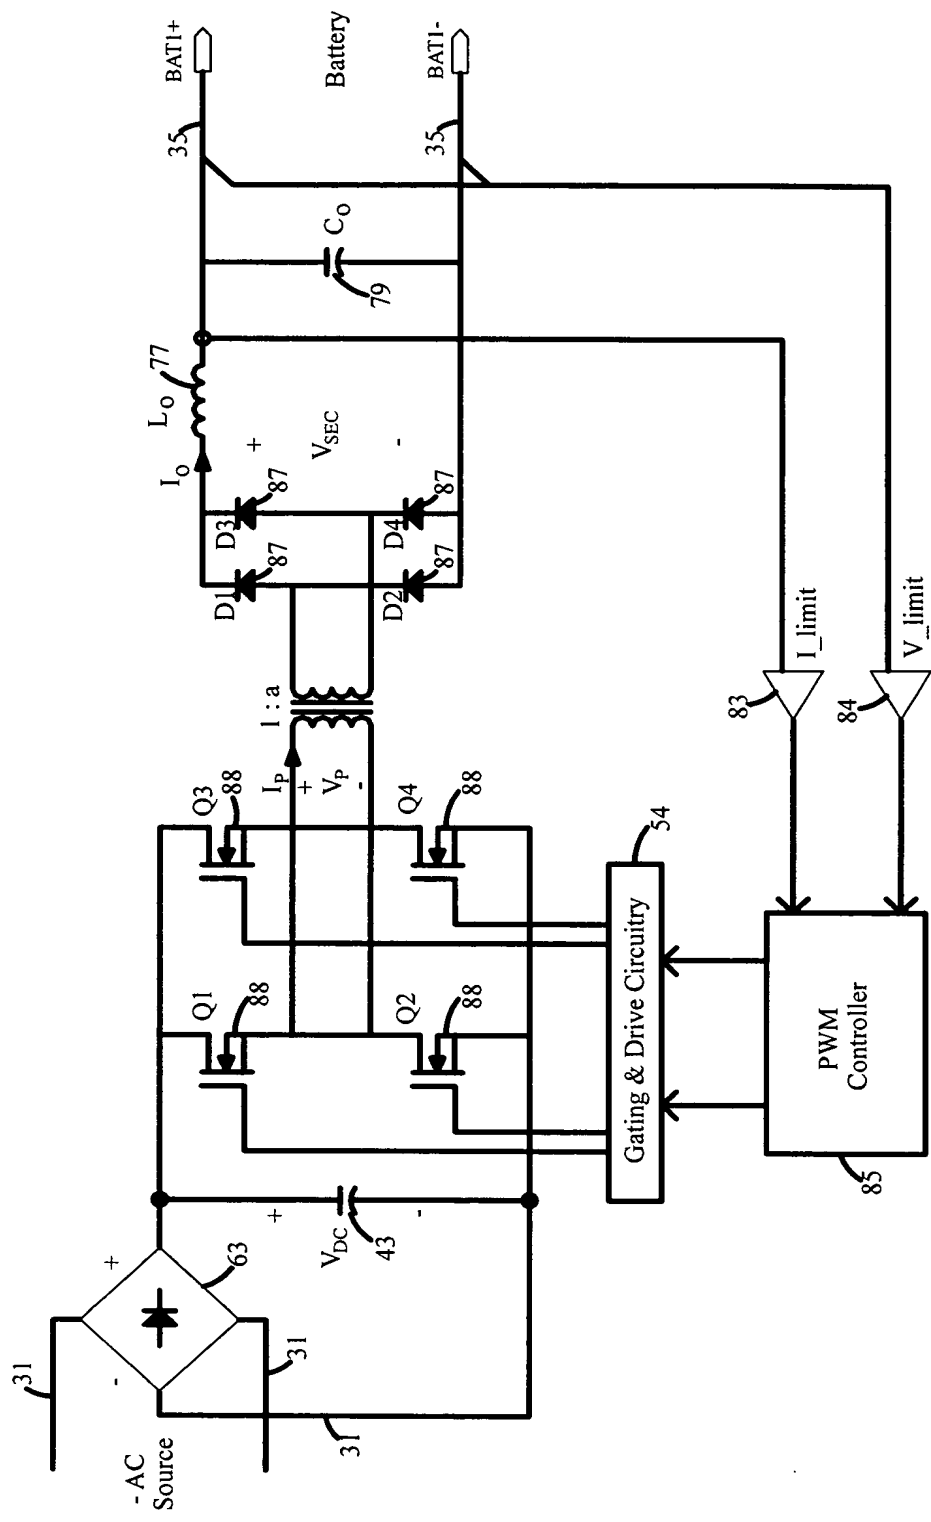 - AC
Source
31
31
31
-
+
63
+
VDC
-
43
Q1
88
Q2
88
Q3
88
Q4
88
IP
+
VP
-
1 : a
D1
87
D2
87
D3
87
D4
87
IO
LO
77
+
VSEC
-
CO
79
35
35
BAT1+
Battery
BAT1-
Gating & Drive Circuitry
54
PWM
Controller
85
83
I_limit
84
V_limit